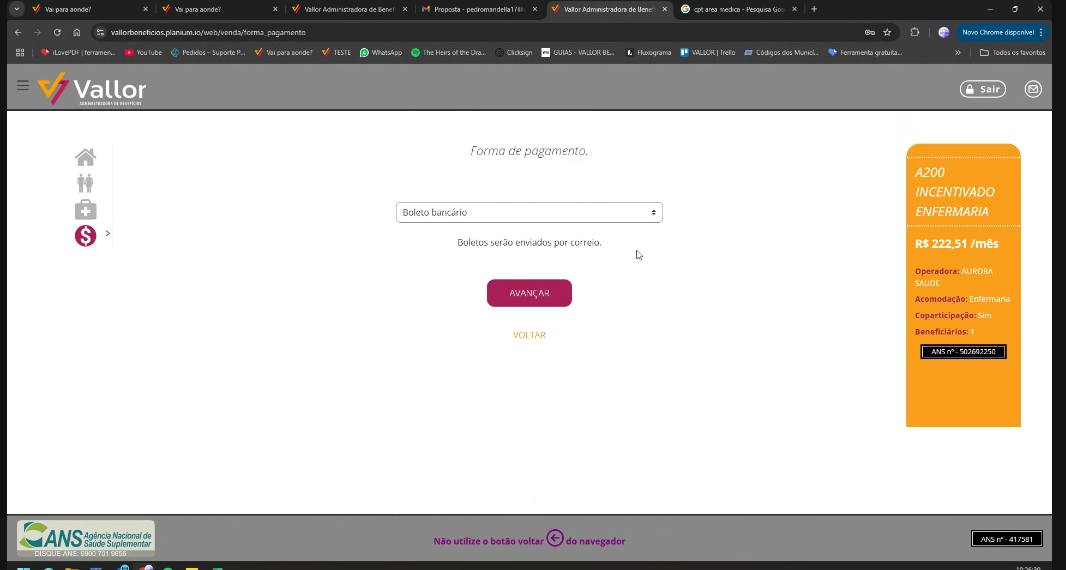 Vai para aonde?
Vai para aonde?
Vallor Administradora de Benef
Proposta - pedromandella17@
Vallor Administradora de Benef
cpt area medica - Pesquisa Goo
vallorbeneficios.planium.io/web/venda/forma_pagamento
Novo Chrome disponível
iLovePDF | ferramen...
YouTube
Pedidos – Suporte P...
Vai para aonde?
TESTE
WhatsApp
The Heirs of the Dra...
Clicksign
GUIAS - VALLOR BE...
Fluxograma
VALLOR | Trello
Códigos dos Munici...
Ferramenta gratuita...
»
Todos os favoritos
Vallor
ADMINISTRADORA DE BENEFÍCIOS
Sair
Forma de pagamento.
Boleto bancário
Boletos serão enviados por correio.
AVANÇAR
VOLTAR
A200
INCENTIVADO
ENFERMARIA
R$ 222,51 /mês
Operadora: AURORA
SAUDE
Acomodação: Enfermaria
Coparticipação: Sim
Beneficiários: 1
ANS nº - 502692250
ANS Agência Nacional de
Saúde Suplementar
DISQUE ANS: 0800 701 9656
Não utilize o botão voltar do navegador
ANS nº - 417581
10:26:39